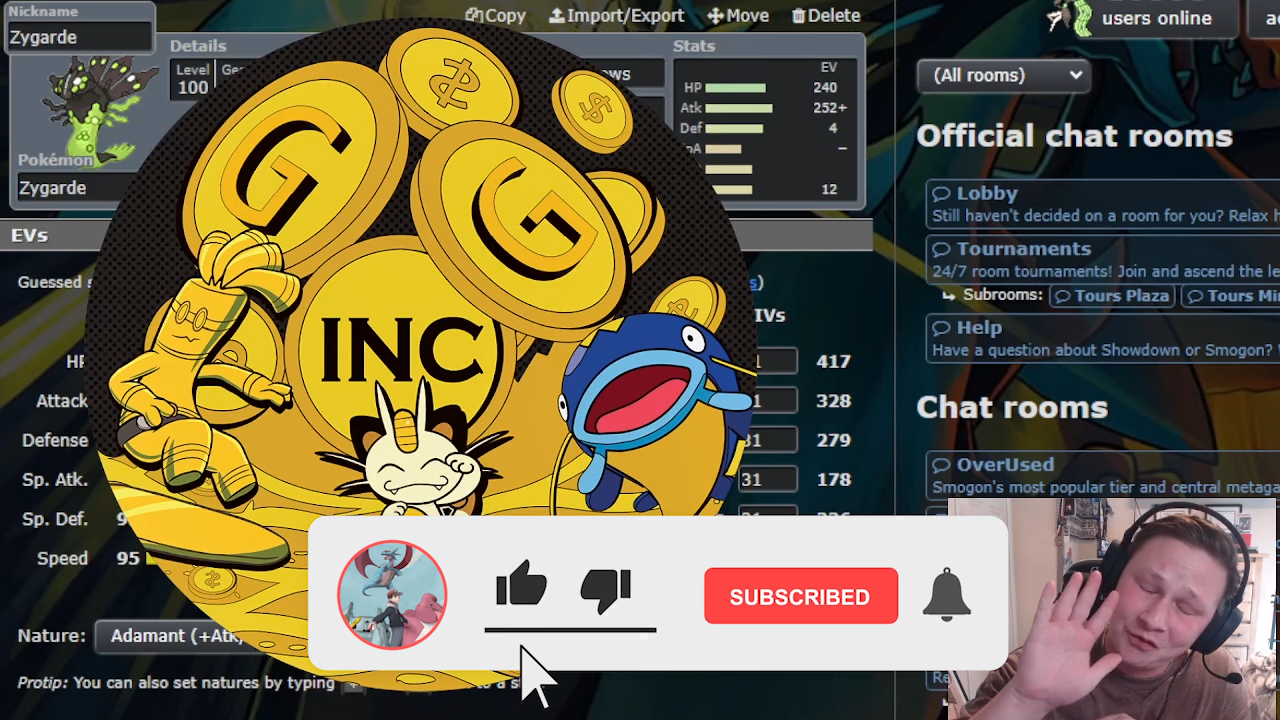 Nickname
Zygarde
Copy Import/Export Move Delete
users online
Details
Level
100
Stats
EV
HP 240
Atk 252+
Def 4
–
12
Pokémon
Zygarde
(All rooms)
Official chat rooms
Lobby
Still haven't decided on a room for you? Relax
Tournaments
24/7 room tournaments! Join and ascend the
Subrooms: Tours Plaza Tours
Help
Have a question about Showdown or Smogon?
Chat rooms
OverUsed
Smogon's most popular tier and central
EVs
Guessed
IVs
HP 417
Attack 328
Defense 31 279
Sp. Atk. 31 178
Sp. Def.
Speed 95
G
G
INC
SUBSCRIBED
Nature: Adamant (+Atk,
Protip: You can also set natures by typing +